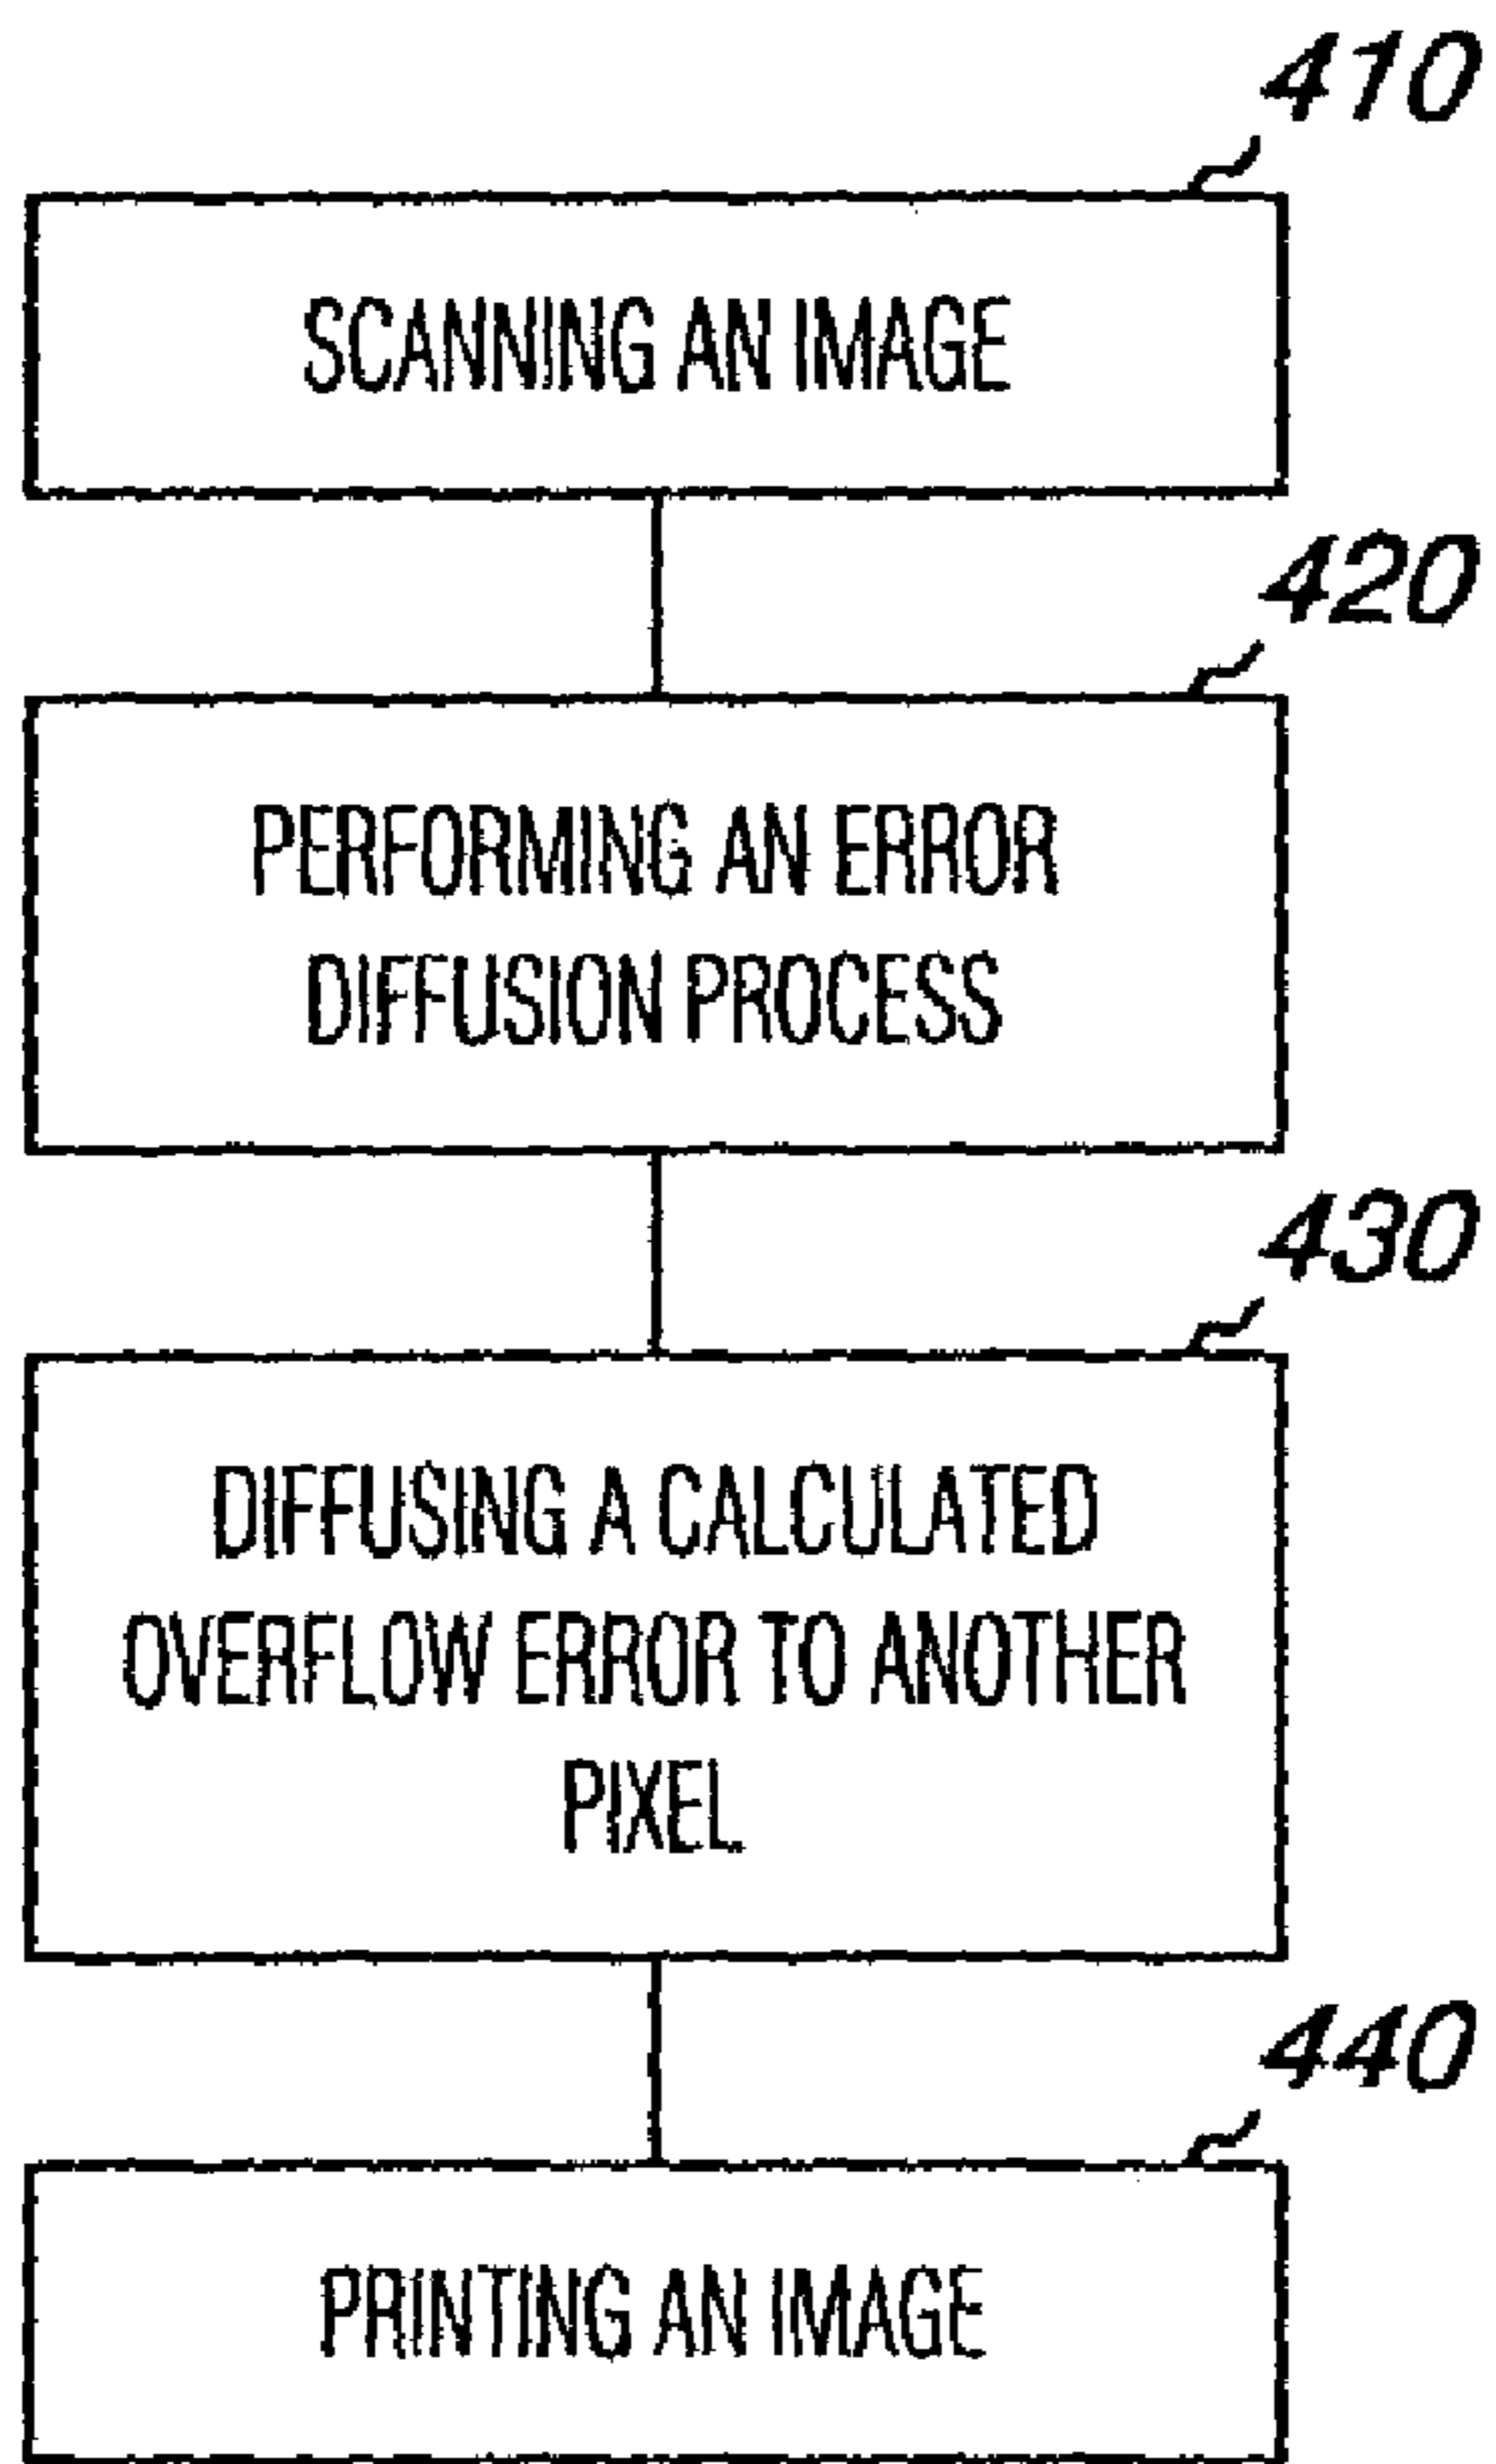 410
SCANNING AN IMAGE
420
PERFORMING AN ERROR
DIFFUSION PROCESS
430
DIFFUSING A CALCULATED
OVERFLOW ERROR TO ANOTHER
PIXEL
440
PRINTING AN IMAGE